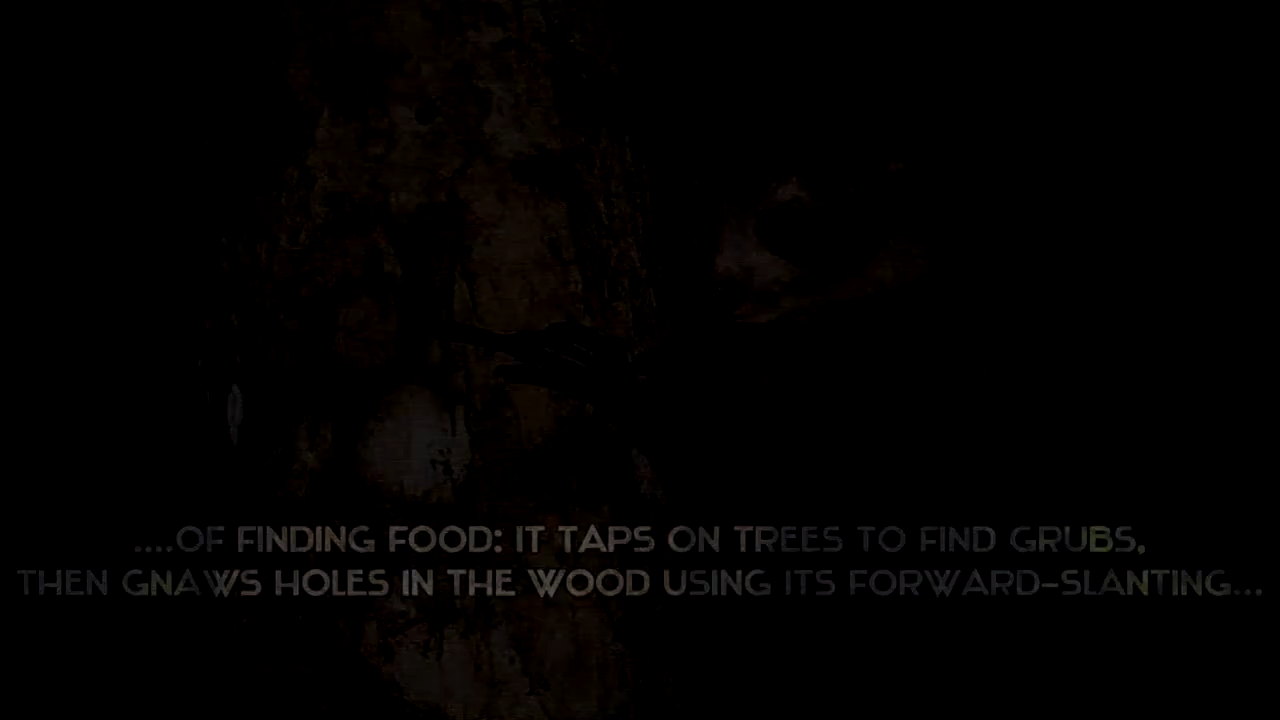 ....OF FINDING FOOD: IT TAPS ON TREES TO FIND GRUBS,
THEN GNAWS HOLES IN THE WOOD USING ITS FORWARD-SLANTING...